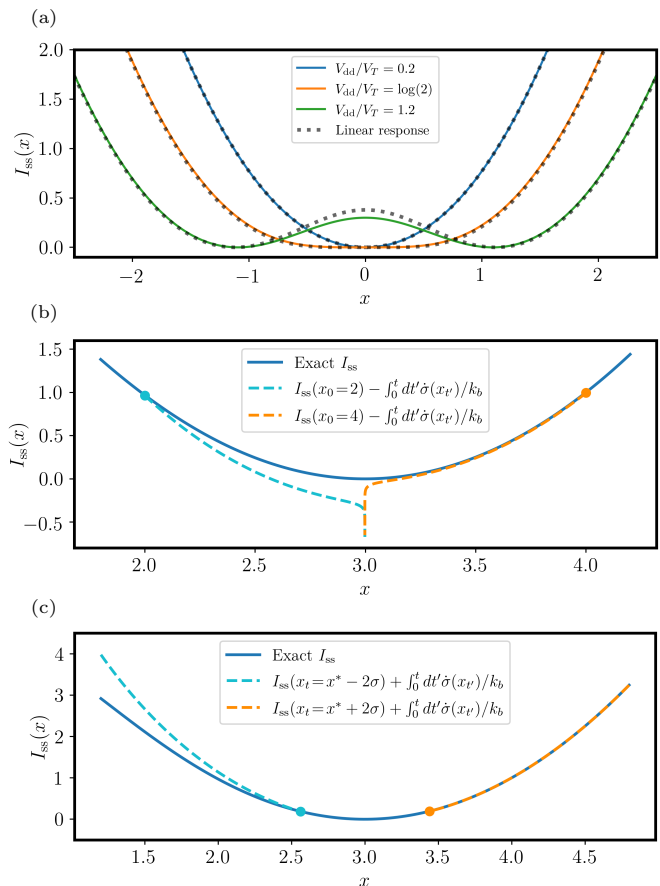 (a)
2.0
1.5
1.0
0.5
0.0
I_ss(x)
V_dd/V_T = 0.2
V_dd/V_T = log(2)
V_dd/V_T = 1.2
Linear response
−2 −1 0 1 2
x
(b)
1.5
1.0
0.5
0.0
−0.5
I_ss(x)
Exact I_ss
I_ss(x_0=2) − ∫_0^t dt′σ̇(x_t′)/k_b
I_ss(x_0=4) − ∫_0^t dt′σ̇(x_t′)/k_b
2.0 2.5 3.0 3.5 4.0
x
(c)
4
3
2
1
0
I_ss(x)
Exact I_ss
I_ss(x_t=x* − 2σ) + ∫_0^t dt′σ̇(x_t′)/k_b
I_ss(x_t=x* + 2σ) + ∫_0^t dt′σ̇(x_t′)/k_b
1.5 2.0 2.5 3.0 3.5 4.0 4.5
x